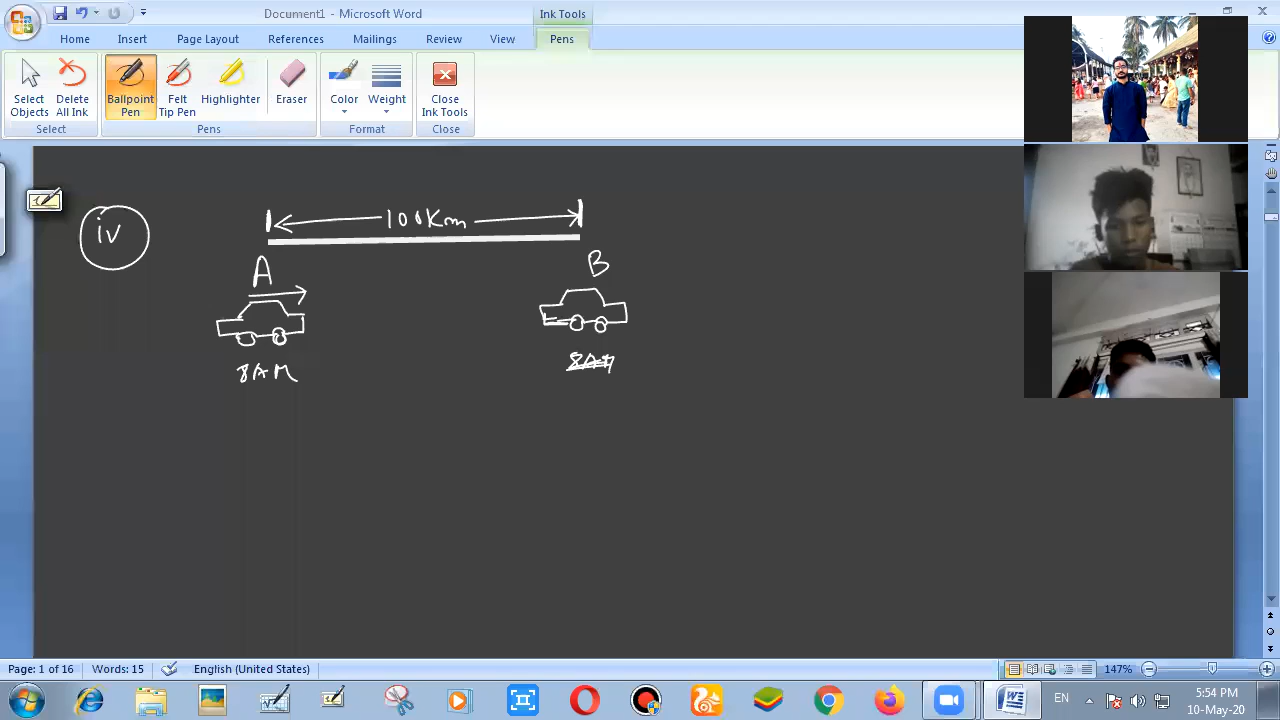 Document1 - Microsoft Word
Ink Tools
Home Insert Page Layout References Mailings Review View Pens
Select Objects
Delete All Ink
Ballpoint Pen
Felt Tip Pen
Highlighter
Eraser
Color
Weight
Close Ink Tools
Select Pens Format Close
iv
100Km
A
B
8AM
Page: 1 of 16 Words: 15 English (United States) 147%
EN 5:54 PM
10-May-20